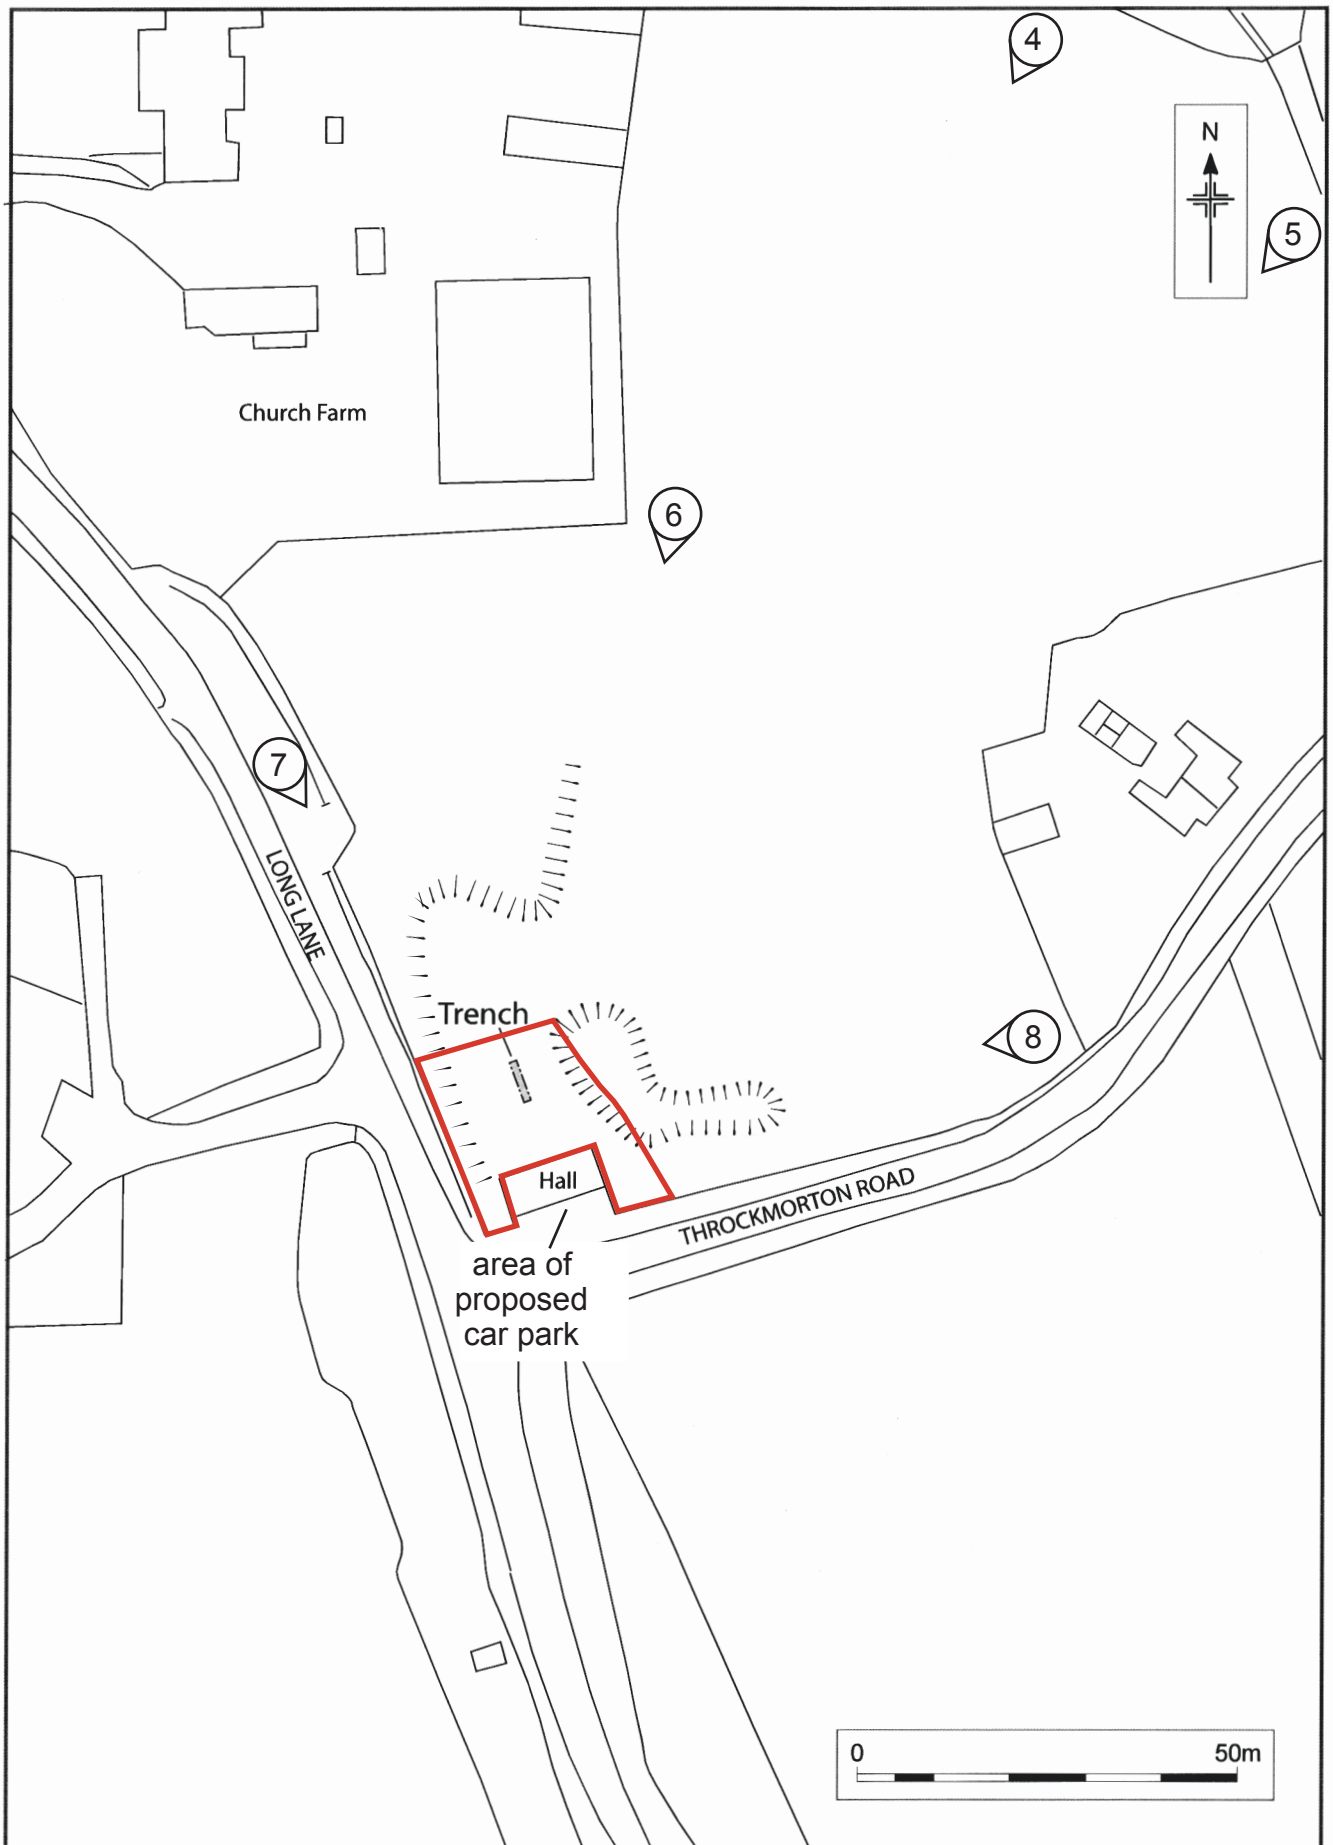 4
N
5
Church Farm
6
7
LONG LANE
Trench
8
Hall
THROCKMORTON ROAD
area of
proposed
car park
0 50m